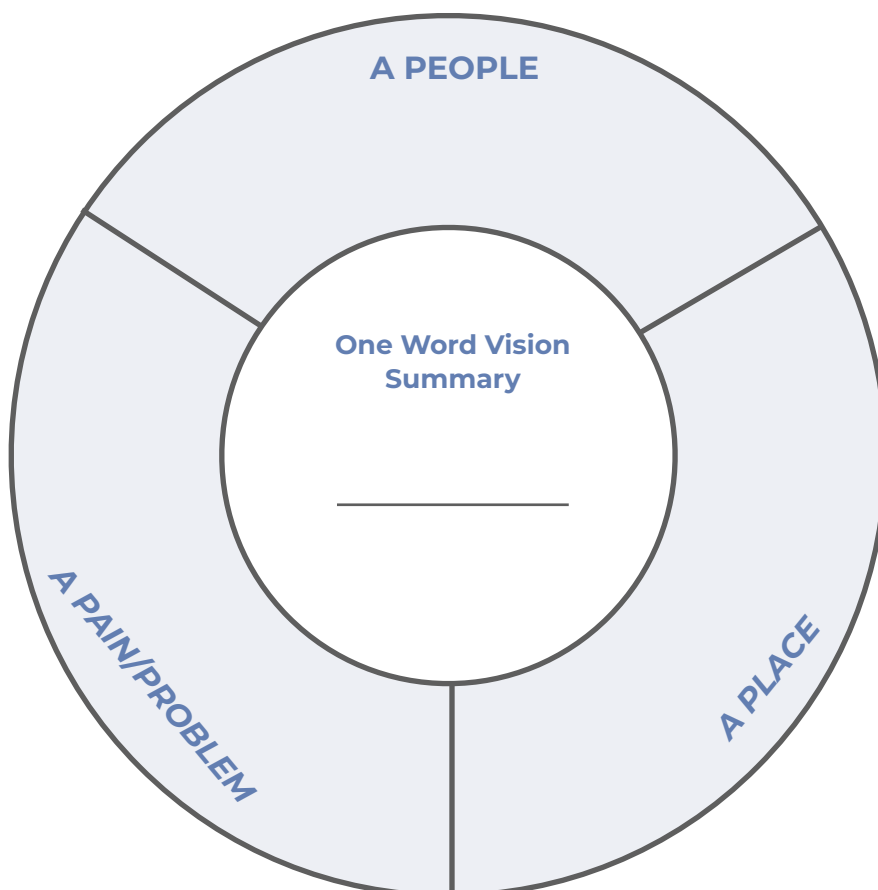 A PEOPLE
One Word Vision
Summary
A PAIN/PROBLEM
A PLACE